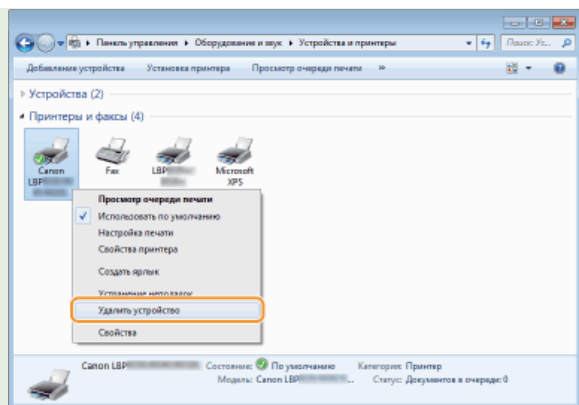 Панель управления ▸ Оборудование и звук ▸ Устройства и принтеры
Поиск: Ус...
Добавление устройства Установка принтера Просмотр очереди печати »
Устройства (2)
Принтеры и факсы (4)
Canon LBP
Fax
LBP
Microsoft XPS
Просмотр очереди печати
Использовать по умолчанию
Настройка печати
Свойства принтера
Создать ярлык
Устранение неполадок
Удалить устройство
Свойства
Canon LBP Состояние: По умолчанию Категория: Принтер
Модель: Canon LBP ... Статус: Документов в очереди: 0